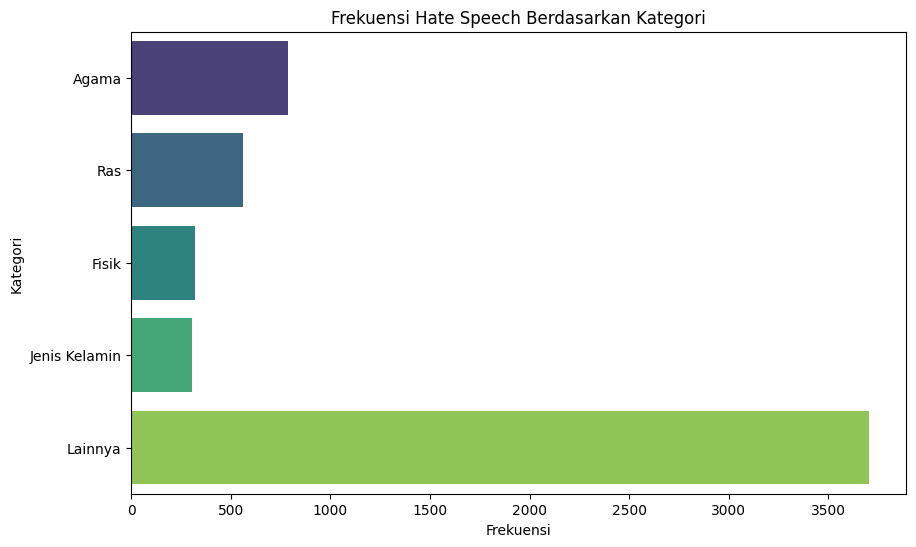 Frekuensi Hate Speech Berdasarkan Kategori
Kategori
Agama
Ras
Fisik
Jenis Kelamin
Lainnya
0 500 1000 1500 2000 2500 3000 3500
Frekuensi